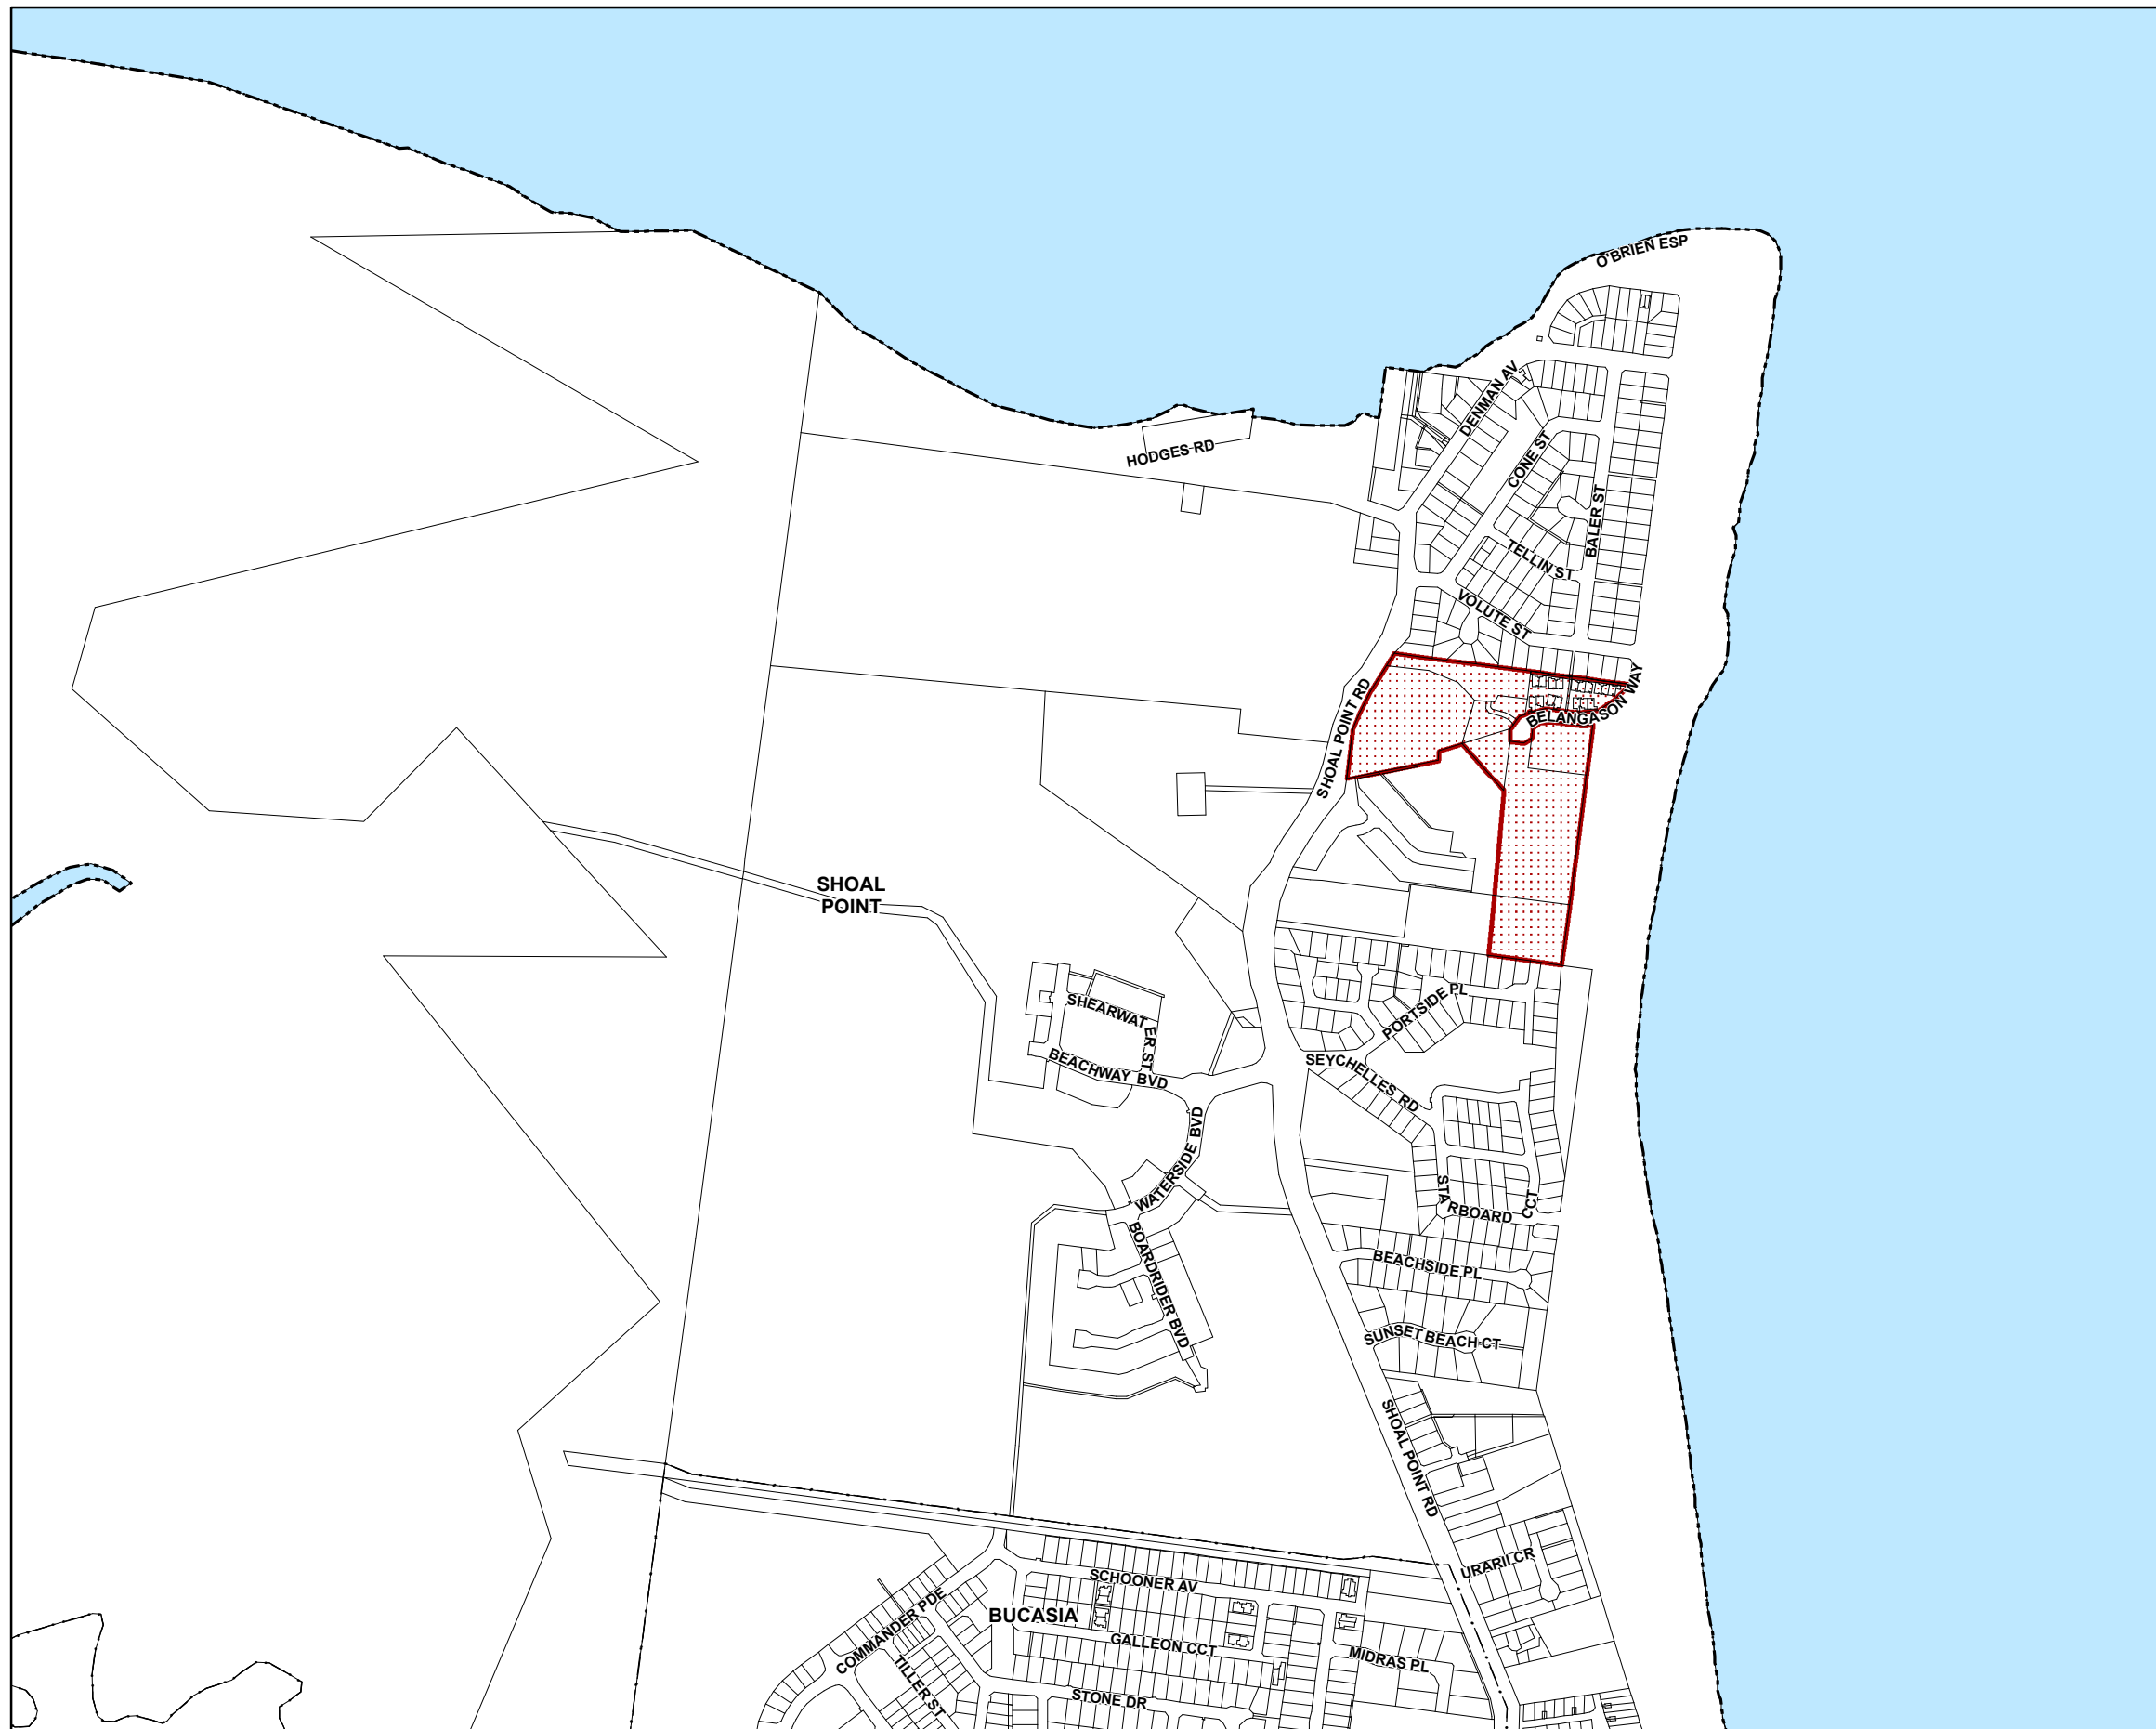 O'BRIEN ESP
DENMAN AV
HODGES RD
CONE ST
BALER ST
TELLIN ST
VOLUTE ST
SHOAL POINT RD
BELANGASON WAY
SHOAL
POINT
SHEARWATER ST
PORTSIDE PL
BEACHWAY BVD
SEYCHELLES RD
WATERSIDE BVD
STARBOARD CCT
BOARDRIDER BVD
BEACHSIDE PL
SUNSET BEACH CT
SHOAL POINT RD
URARII CR
SCHOONER AV
COMMANDER PDE
BUCASIA
GALLEON CCT
MIDRAS PL
TILLER ST
STONE DR